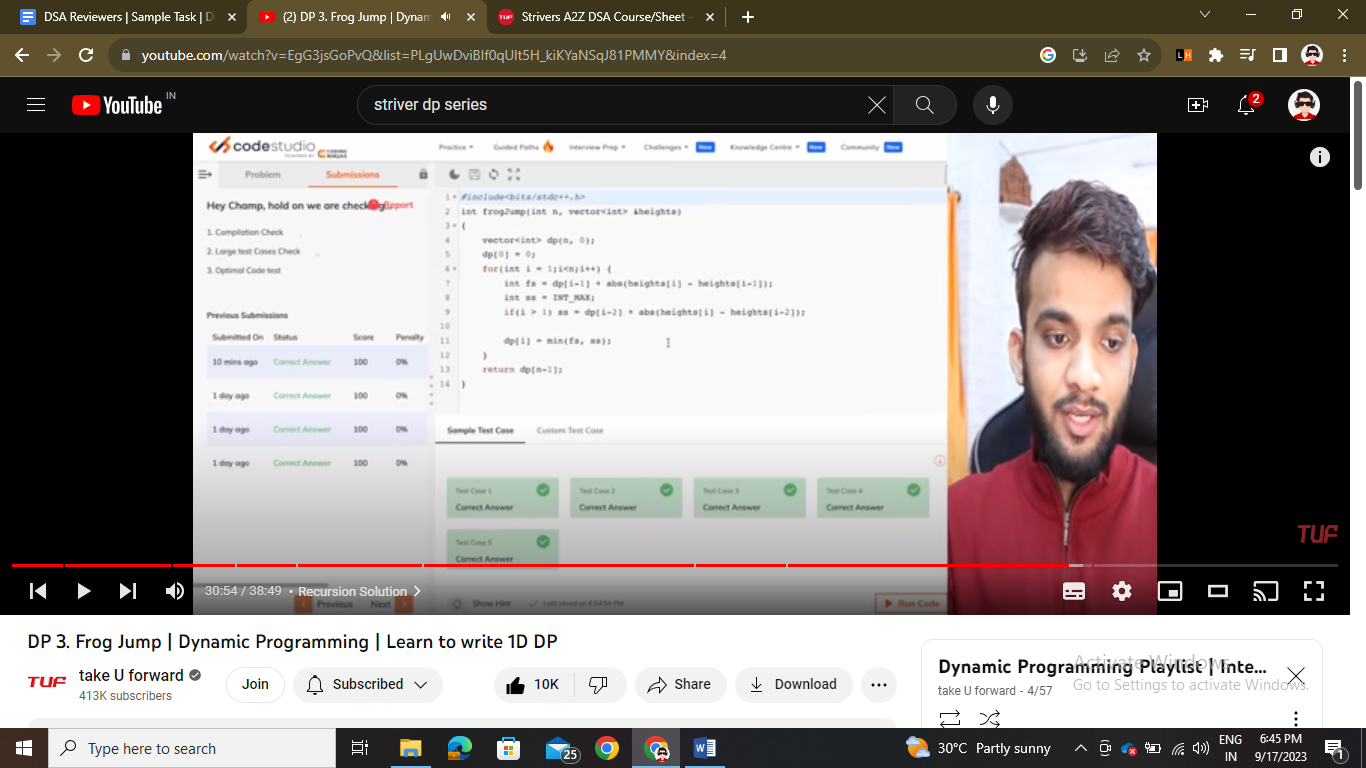 DSA Reviewers | Sample Task | D
(2) DP 3. Frog Jump | Dynam
TUF
Strivers A2Z DSA Course/Sheet -
youtube.com/watch?v=EgG3jsGoPvQ&list=PLgUwDviBIf0qUlt5H_kiKYaNSqJ81PMMY&index=4
YouTube IN
striver dp series
2
codestudio
POWERED BY CODING NINJAS
Practice
Guided Paths
Interview Prep
Challenges
New
Knowledge Centre
New
Community
New
Problem
Submissions
Hey Champ, hold on we are checking...
Report
1. Compilation Check
2. Large test Cases Check
3. Optimal Code test
Previous Submissions
Submitted On Status Score Penalty
10 mins ago Correct Answer 100 0%
1 day ago Correct Answer 100 0%
1 day ago Correct Answer 100 0%
1 day ago Correct Answer 100 0%
1 #include<bits/stdc++.h>
2 int frogJump(int n, vector<int> &heights)
3 {
4 vector<int> dp(n, 0);
5 dp[0] = 0;
6 for(int i = 1;i<n;i++) {
7 int fs = dp[i-1] + abs(heights[i] - heights[i-1]);
8 int ss = INT_MAX;
9 if(i > 1) ss = dp[i-2] + abs(heights[i] - heights[i-2]);
10
11 dp[i] = min(fs, ss);
12 }
13 return dp[n-1];
14 }
Sample Test Case
Custom Test Case
Test Case 1
Correct Answer
Test Case 2
Correct Answer
Test Case 3
Correct Answer
Test Case 4
Correct Answer
Test Case 5
Correct Answer
TUF
30:54 / 38:49 • Recursion Solution
Previous
Next
Show Hint
Last saved on 6:54:54 PM
Run Code
DP 3. Frog Jump | Dynamic Programming | Learn to write 1D DP
TUF
take U forward
413K subscribers
Join
Subscribed
10K
Share
Download
Dynamic Programming Playlist | Inte...
take U forward - 4/57
Activate Windows
Go to Settings to activate Windows.
Type here to search
25
30°C Partly sunny
ENG
IN
6:45 PM
9/17/2023
1